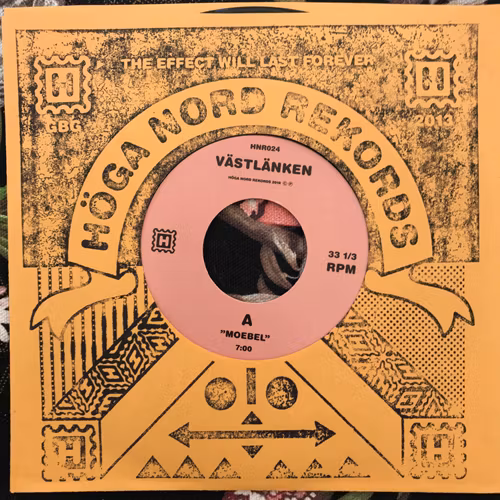 THE EFFECT WILL LAST FOREVER
H
H
GBG
2013
HÖGA NORD REKORDS
HNR024
VÄSTLÄNKEN
HÖGA NORD REKORDS 2016 © ℗
H
33 1/3
RPM
A
"MOEBEL"
7:00
H
H